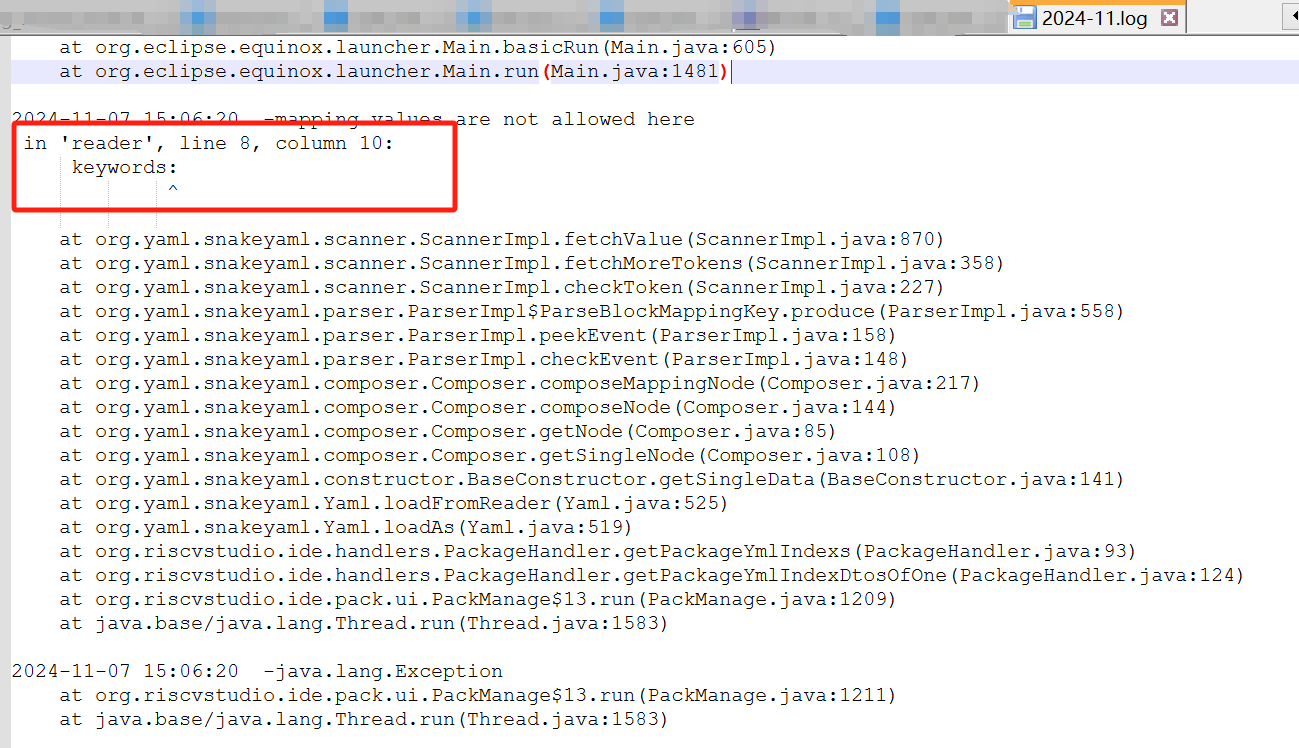 2024-11.log
at org.eclipse.equinox.launcher.Main.basicRun(Main.java:605)
at org.eclipse.equinox.launcher.Main.run(Main.java:1481)
2024-11-07 15:06:20  -mapping values are not allowed here
in 'reader', line 8, column 10:
keywords:
^
at org.yaml.snakeyaml.scanner.ScannerImpl.fetchValue(ScannerImpl.java:870)
at org.yaml.snakeyaml.scanner.ScannerImpl.fetchMoreTokens(ScannerImpl.java:358)
at org.yaml.snakeyaml.scanner.ScannerImpl.checkToken(ScannerImpl.java:227)
at org.yaml.snakeyaml.parser.ParserImpl$ParseBlockMappingKey.produce(ParserImpl.java:558)
at org.yaml.snakeyaml.parser.ParserImpl.peekEvent(ParserImpl.java:158)
at org.yaml.snakeyaml.parser.ParserImpl.checkEvent(ParserImpl.java:148)
at org.yaml.snakeyaml.composer.Composer.composeMappingNode(Composer.java:217)
at org.yaml.snakeyaml.composer.Composer.composeNode(Composer.java:144)
at org.yaml.snakeyaml.composer.Composer.getNode(Composer.java:85)
at org.yaml.snakeyaml.composer.Composer.getSingleNode(Composer.java:108)
at org.yaml.snakeyaml.constructor.BaseConstructor.getSingleData(BaseConstructor.java:141)
at org.yaml.snakeyaml.Yaml.loadFromReader(Yaml.java:525)
at org.yaml.snakeyaml.Yaml.loadAs(Yaml.java:519)
at org.riscvstudio.ide.handlers.PackageHandler.getPackageYmlIndexs(PackageHandler.java:93)
at org.riscvstudio.ide.handlers.PackageHandler.getPackageYmlIndexDtosOfOne(PackageHandler.java:124)
at org.riscvstudio.ide.pack.ui.PackManage$13.run(PackManage.java:1209)
at java.base/java.lang.Thread.run(Thread.java:1583)
2024-11-07 15:06:20  -java.lang.Exception
at org.riscvstudio.ide.pack.ui.PackManage$13.run(PackManage.java:1211)
at java.base/java.lang.Thread.run(Thread.java:1583)